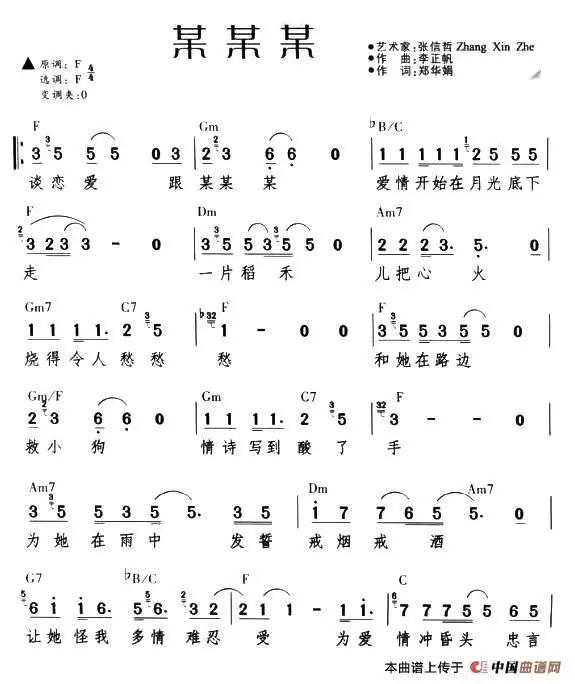 某某某
艺术家:张信哲 Zhang Xin Zhe
作 曲:李正帆
作 词:郑华娟
原调:F 4/4
选调:F
变调夹:0
F Gm ♭B/C
3 5 5 5 0 3 2 3 6 6 0 1 1 1 1 1 2 5 5 5
谈恋爱 跟某某某 爱情开始在月光底下
F Dm Am7
3 2 3 3 - 0 3 5 5 3 5 5 0 2 2 2 3. 5. 0
走 一片稻禾 儿把心火
Gm7 C7 F F
1 1 1 1. 2 5 1 - 0 0 3 5 5 5 3 5 5 0
烧得令人愁愁 愁 和她在路边
Gm/F Gm C7 F
2 3 6 6 0 1 1 1 1. 2 5 3 - - 0
救小狗 情诗写到酸了手
Am7 Dm Am7
3 5 5 3 5 5. 3 5 1 7 7 6 5 5. 0
为她在雨中 发誓 戒烟戒 酒
G7 ♭B/C F C
6 1 1 6. 5 6. 3 2 2 1 1 - 1 1. 7 7 7 5 5 5 6.
让她怪我 多情难忍 受 为爱 情冲昏头 忠言
本曲谱上传于 中国曲谱网